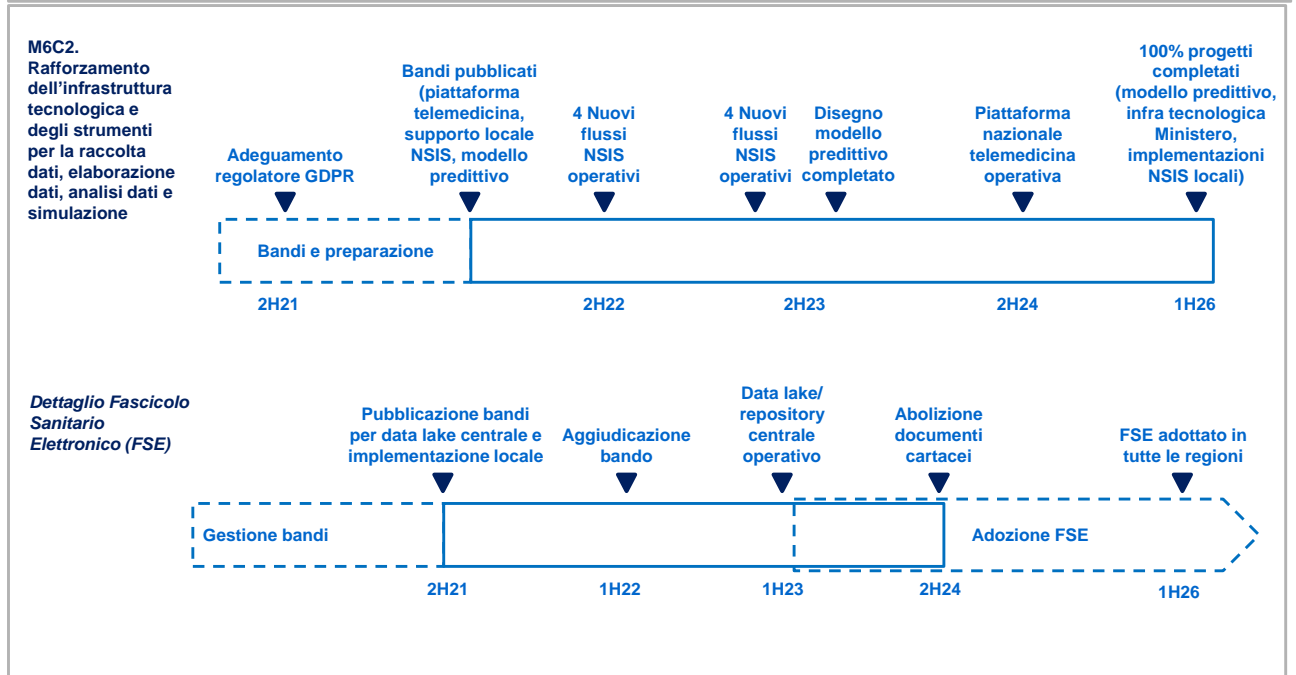 M6C2.
Rafforzamento
dell'infrastruttura
tecnologica e
degli strumenti
per la raccolta
dati, elaborazione
dati, analisi dati e
simulazione
Adeguamento
regolatore GDPR
Bandi pubblicati
(piattaforma
telemedicina,
supporto locale
NSIS, modello
predittivo
4 Nuovi
flussi
NSIS
operativi
4 Nuovi
flussi
NSIS
operativi
Disegno
modello
predittivo
completato
Piattaforma
nazionale
telemedicina
operativa
100% progetti
completati
(modello predittivo,
infra tecnologica
Ministero,
implementazioni
NSIS locali)
Bandi e preparazione
2H21
2H22
2H23
2H24
1H26
Dettaglio Fascicolo
Sanitario
Elettronico (FSE)
Pubblicazione bandi
per data lake centrale e
implementazione locale
Aggiudicazione
bando
Data lake/
repository
centrale
operativo
Abolizione
documenti
cartacei
FSE adottato in
tutte le regioni
Gestione bandi
Adozione FSE
2H21
1H22
1H23
2H24
1H26